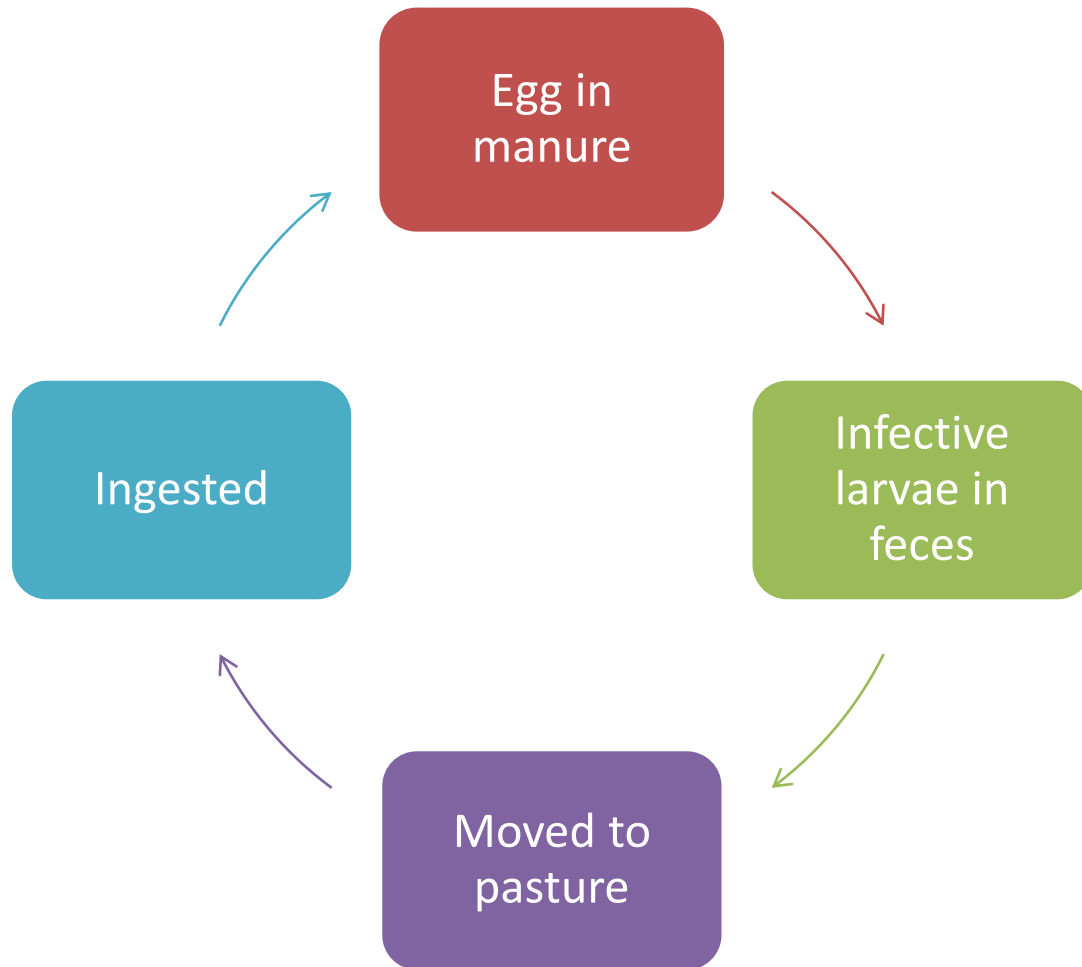 Egg in
manure
Infective
larvae in
feces
Moved to
pasture
Ingested